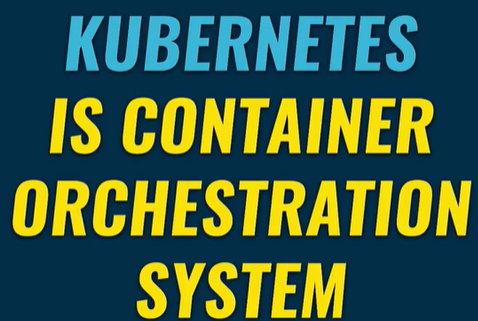 KUBERNETES
IS CONTAINER
ORCHESTRATION
SYSTEM